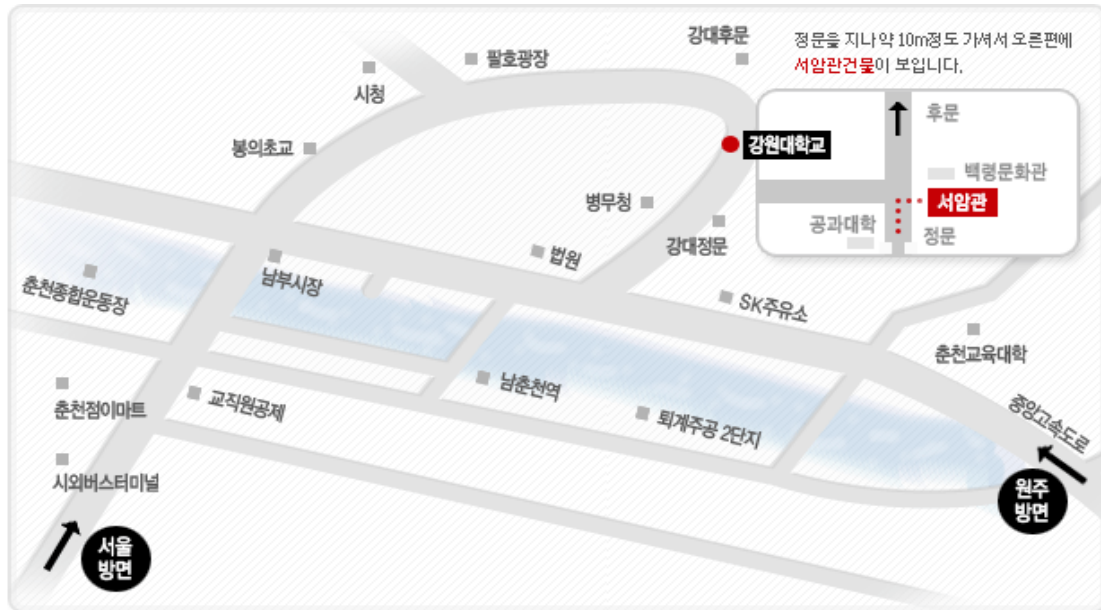 강대후문
정문을 지나 약 10m정도 가셔서 오른편에
서암관건물이 보입니다.
팔호광장
시청
후문
봉의초교
강원대학교
백령문화관
서암관
병무청
공과대학
정문
강대정문
법원
남부시장
춘천종합운동장
SK주유소
춘천교육대학
남춘천역
교직원공제
춘천점이마트
퇴계주공 2단지
중앙고속도로
시외버스터미널
원주
방면
서울
방면